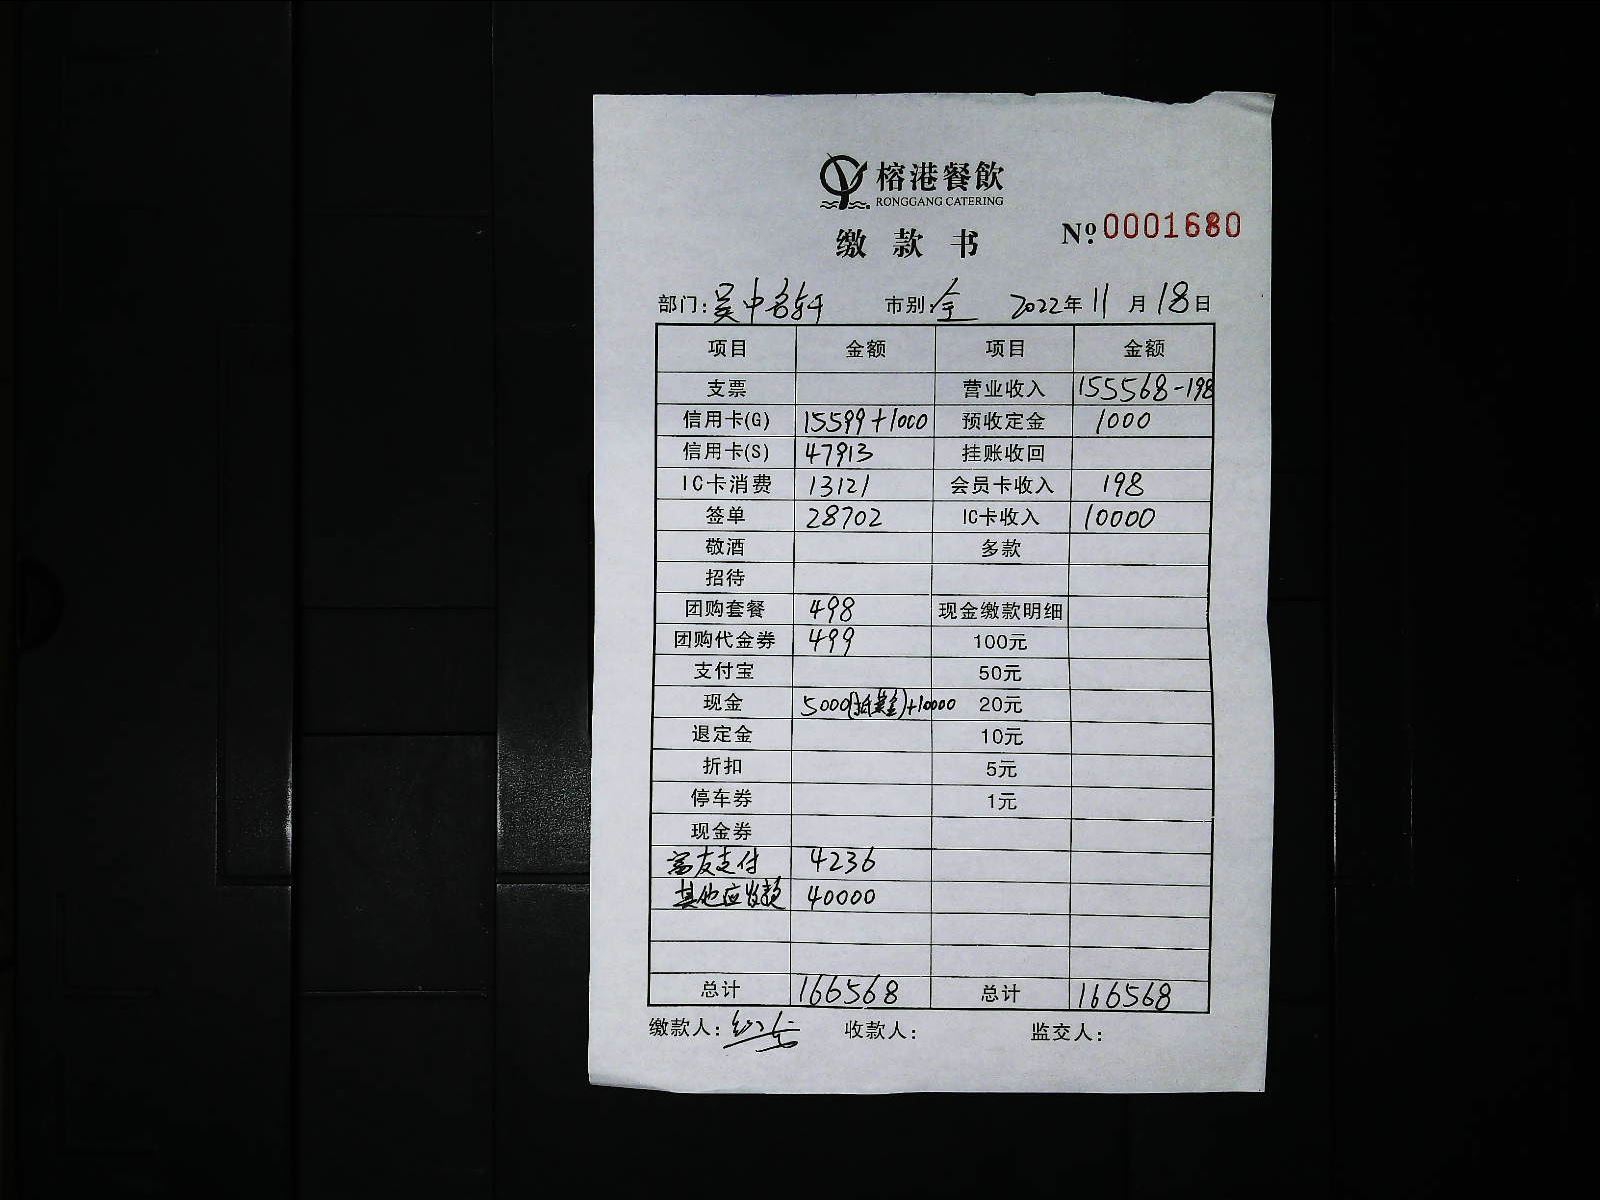 榕港餐飲
RONGGANG CATERING
缴款书 Nº 0001680
部门: 吴中名轩 市别: 全 2022年11月18日
项目 金额 项目 金额
支票 营业收入 155568-198
信用卡(G) 15599+1000 预收定金 1000
信用卡(S) 47913 挂账收回
IC卡消费 13121 会员卡收入 198
签单 28702 IC卡收入 10000
敬酒 多款
招待
团购套餐 498 现金缴款明细
团购代金券 499 100元
支付宝 50元
现金 5000(抵)+10000 20元
退定金 10元
折扣 5元
停车券 1元
现金券
富友支付 4236
其他应收款 40000
总计 166568 总计 166568
缴款人: 收款人: 监交人: